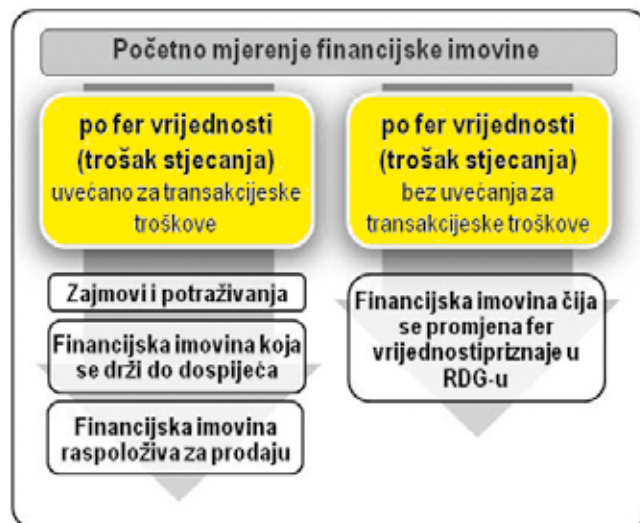 Početno mjerenje financijske imovine
po fer vrijednosti
(trošak stjecanja)
uvećano za transakcijeske
troškove
Zajmovi i potraživanja
Financijska imovina koja
se drži do dospijeća
Financijska imovina
raspoloživa za prodaju
po fer vrijednosti
(trošak stjecanja)
bez uvećanja za
transakcijeske troškove
Financijska imovina čija
se promjena fer
vrijednostipriznaje u
RDG-u